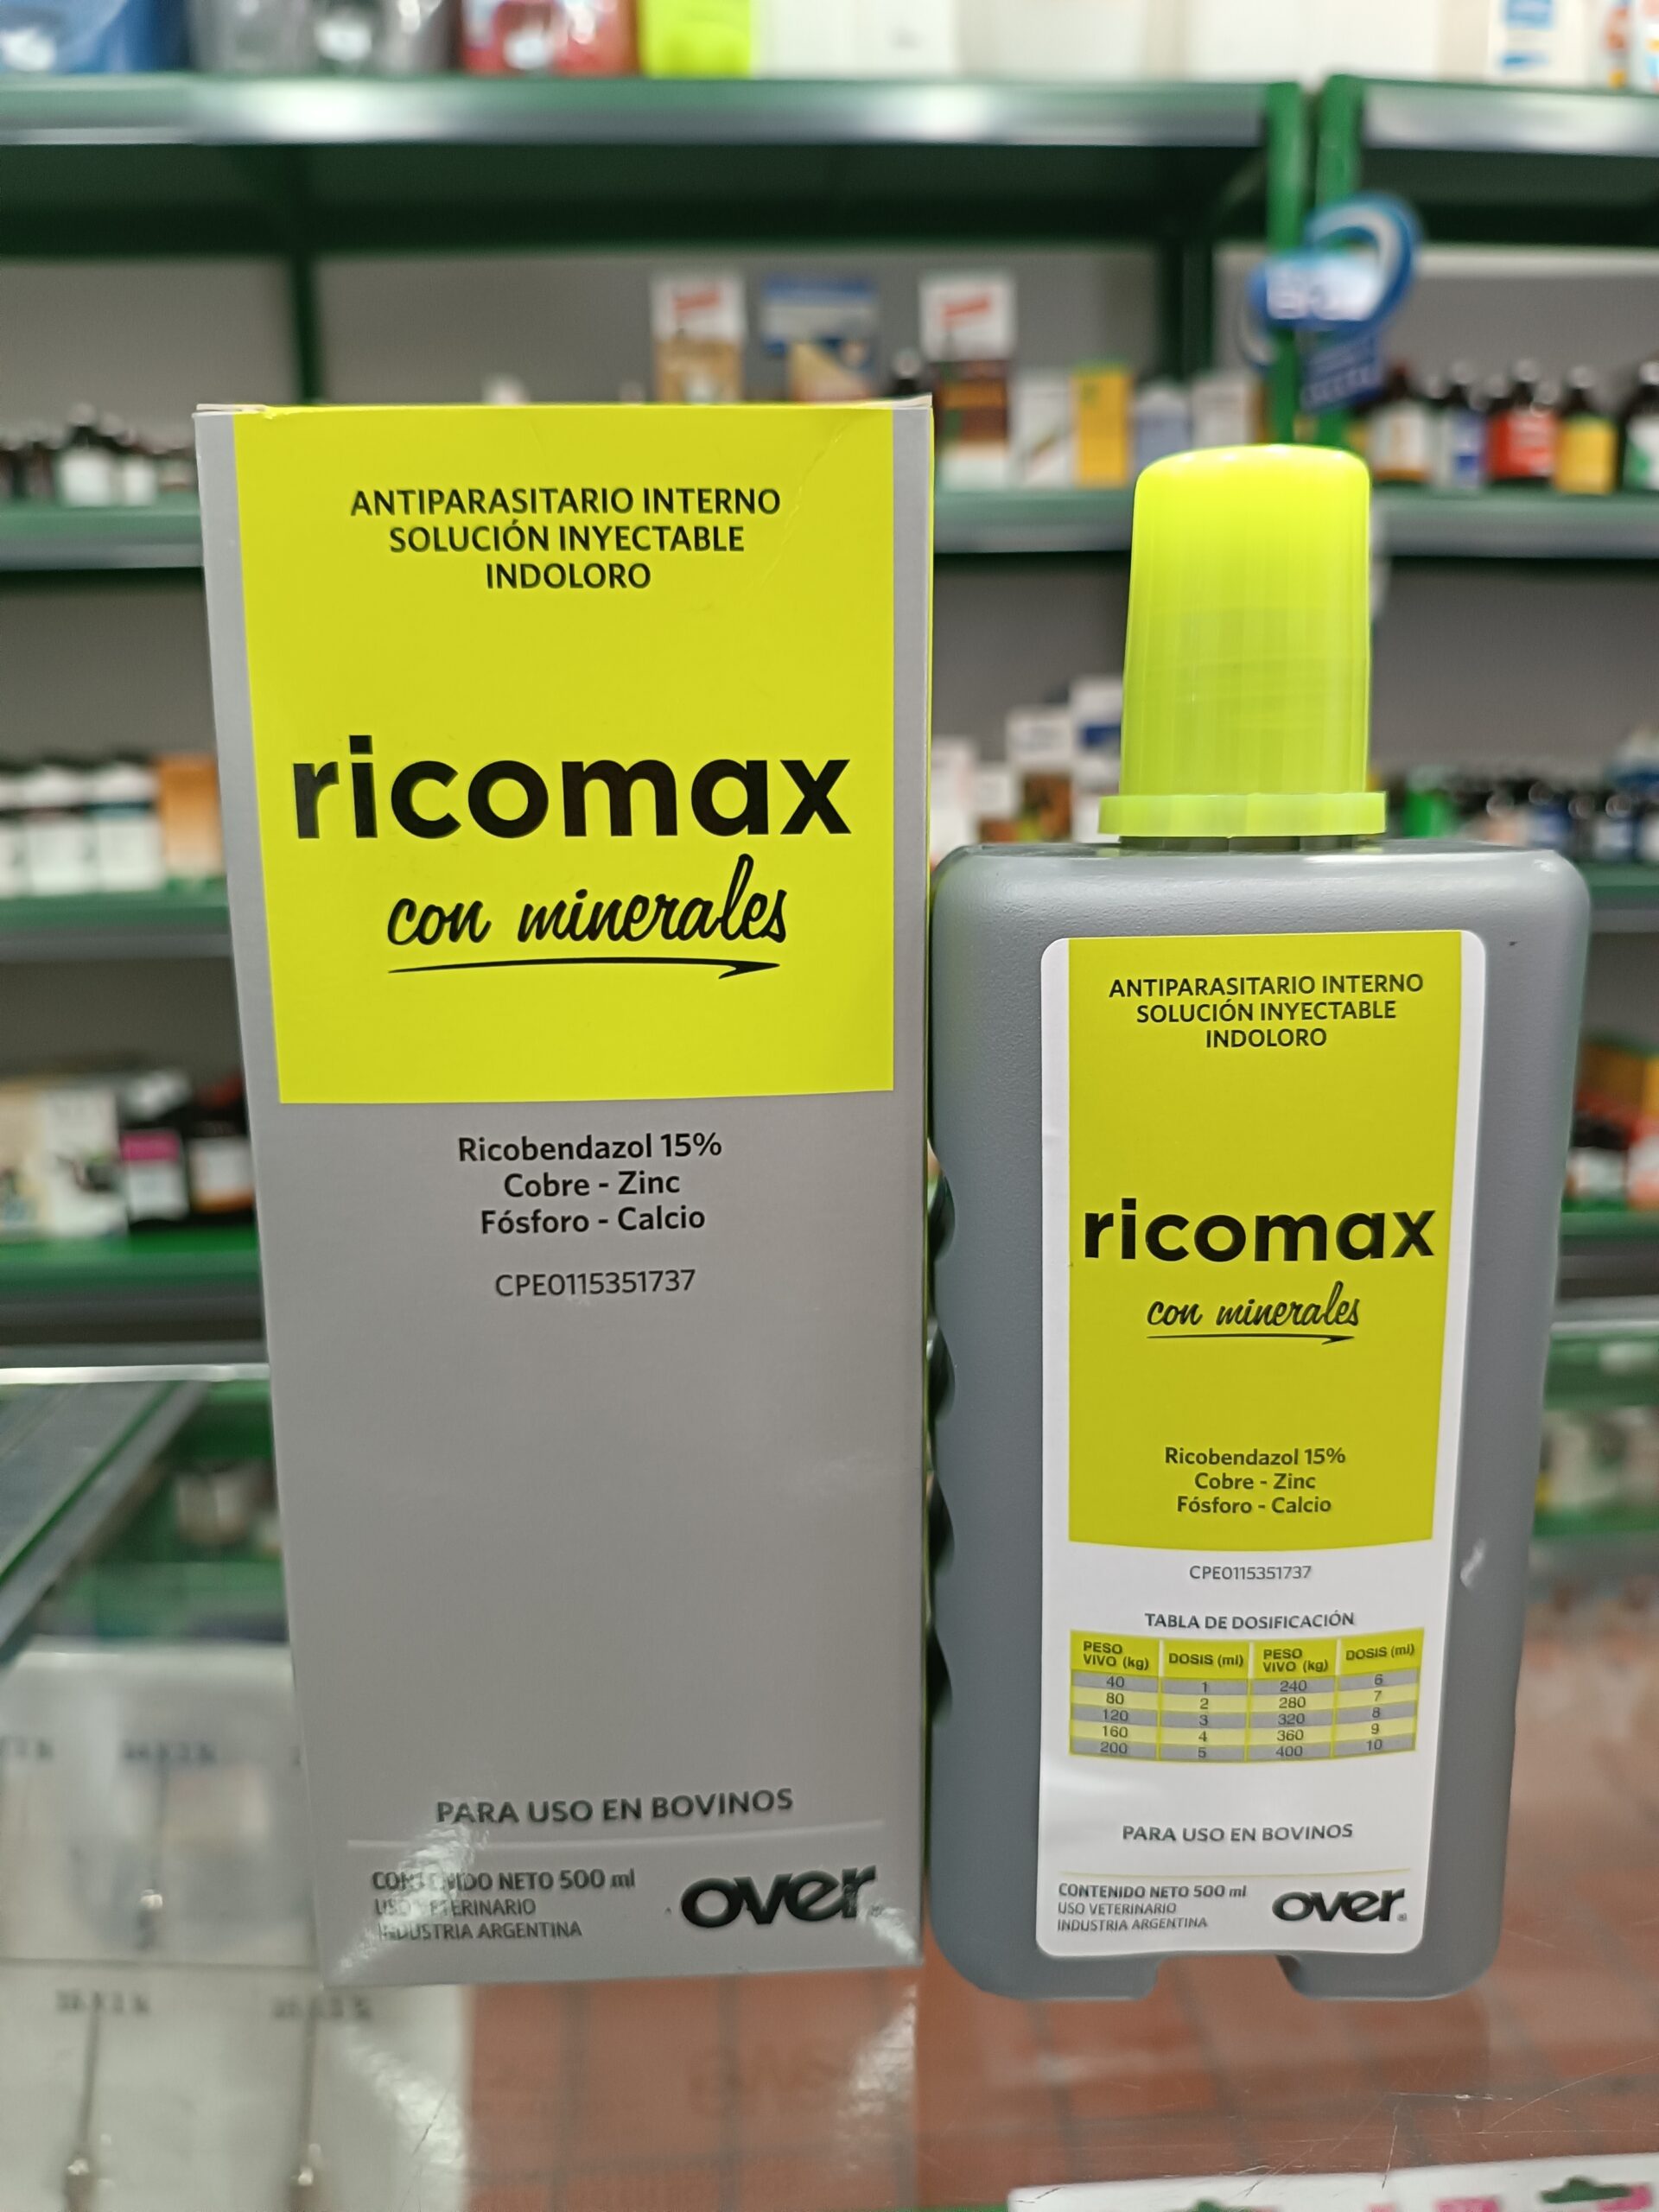 ANTIPARASITARIO INTERNO
SOLUCIÓN INYECTABLE
INDOLORO
ricomax
con minerales
Ricobendazol 15%
Cobre - Zinc
Fósforo - Calcio
CPE0115351737
PARA USO EN BOVINOS
CONTENIDO NETO 500 ml
USO VETERINARIO
INDUSTRIA ARGENTINA
over
ANTIPARASITARIO INTERNO
SOLUCIÓN INYECTABLE
INDOLORO
ricomax
con minerales
Ricobendazol 15%
Cobre - Zinc
Fósforo - Calcio
CPE0115351737
TABLA DE DOSIFICACIÓN
PESO VIVO (kg) DOSIS (ml) PESO VIVO (kg) DOSIS (ml)
40 1 240 6
80 2 280 7
120 3 320 8
160 4 360 9
200 5 400 10
PARA USO EN BOVINOS
CONTENIDO NETO 500 ml
USO VETERINARIO
INDUSTRIA ARGENTINA
over